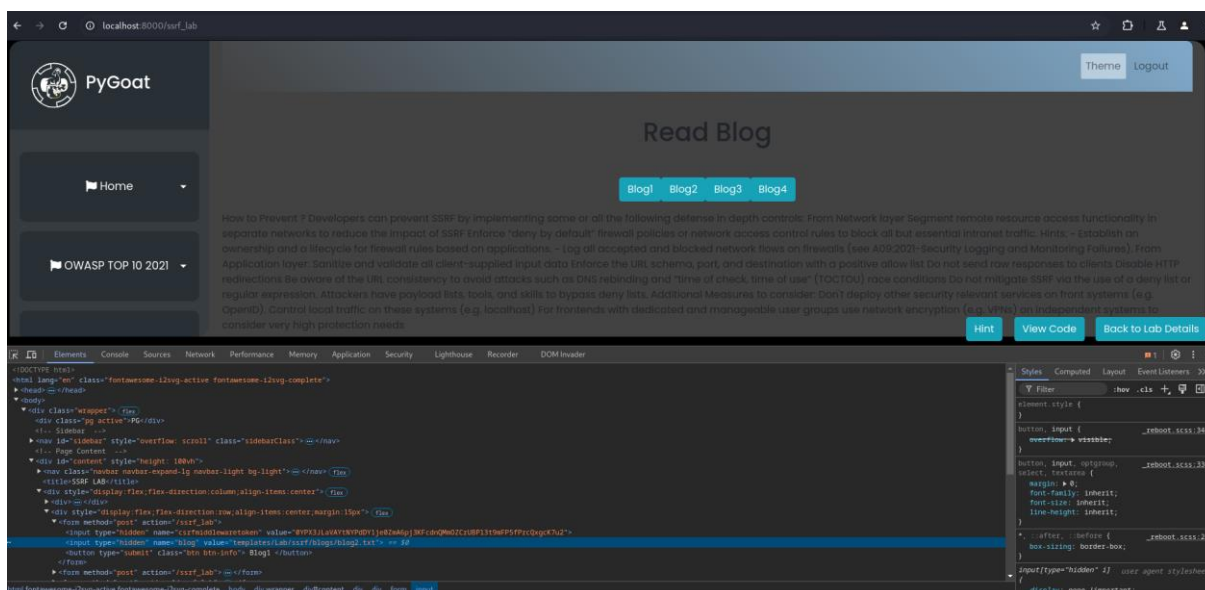 localhost:8000/ssrf_lab
PyGoat
Theme Logout
Read Blog
Home
Blog1 Blog2 Blog3 Blog4
How to Prevent ? Developers can prevent SSRF by implementing some or all the following defense in depth controls: From Network layer Segment remote resource access functionality in
separate networks to reduce the impact of SSRF Enforce "deny by default" firewall policies or network access control rules to block all but essential intranet traffic. Hints: ~ Establish an
ownership and a lifecycle for firewall rules based on applications. ~ Log all accepted and blocked network flows on firewalls (see A09:2021-Security Logging and Monitoring Failures). From
OWASP TOP 10 2021
Application layer: Sanitize and validate all client-supplied input data Enforce the URL schema, port, and destination with a positive allow list Do not send raw responses to clients Disable HTTP
redirections Be aware of the URL consistency to avoid attacks such as DNS rebinding and "time of check, time of use" (TOCTOU) race conditions Do not mitigate SSRF via the use of a deny list or
regular expression. Attackers have payload lists, tools, and skills to bypass deny lists. Additional Measures to consider: Don't deploy other security relevant services on front systems (e.g.
OpenID). Control local traffic on these systems (e.g. localhost) For frontends with dedicated and manageable user groups use network encryption (e.g. VPNs) on independent systems to
consider very high protection needs
Hint View Code Back to Lab Details
Elements Console Sources Network Performance Memory Application Security Lighthouse Recorder DOM Invader
<!DOCTYPE html>
<html lang="en" class="fontawesome-i2svg-active fontawesome-i2svg-complete">
<head></head>
<body>
<div class="wrapper"> flex
<div class="pg active">PG</div>
<!-- Sidebar -->
<nav id="sidebar" style="overflow: scroll" class="sidebarClass"></nav>
<!-- Page Content -->
<div id="content" style="height: 100vh">
<nav class="navbar navbar-expand-lg navbar-light bg-light"></nav> flex
<title>SSRF LAB</title>
<div style="display:flex;flex-direction:column;align-items:center"> flex
<div></div>
<div style="display:flex;flex-direction:row;align-items:center;margin:15px"> flex
<form method="post" action="/ssrf_lab">
<input type="hidden" name="csrfmiddlewaretoken" value=
<input type="hidden" name="blog" value="templates/Lab/ssrf/blogs/blog2.txt"> == $0
<button type="submit" class="btn btn-info"> Blog1 </button>
</form>
<form method="post" action="/ssrf_lab"></form>
Styles Computed Layout Event Listeners
Filter :hov .cls
element.style {
}
button, input { _reboot.scss:34
overflow: visible;
}
button, input, optgroup, _reboot.scss:33
select, textarea {
margin: 0;
font-family: inherit;
font-size: inherit;
line-height: inherit;
}
*, ::after, ::before { _reboot.scss:2
box-sizing: border-box;
}
input[type="hidden" i] user agent styleshee
{